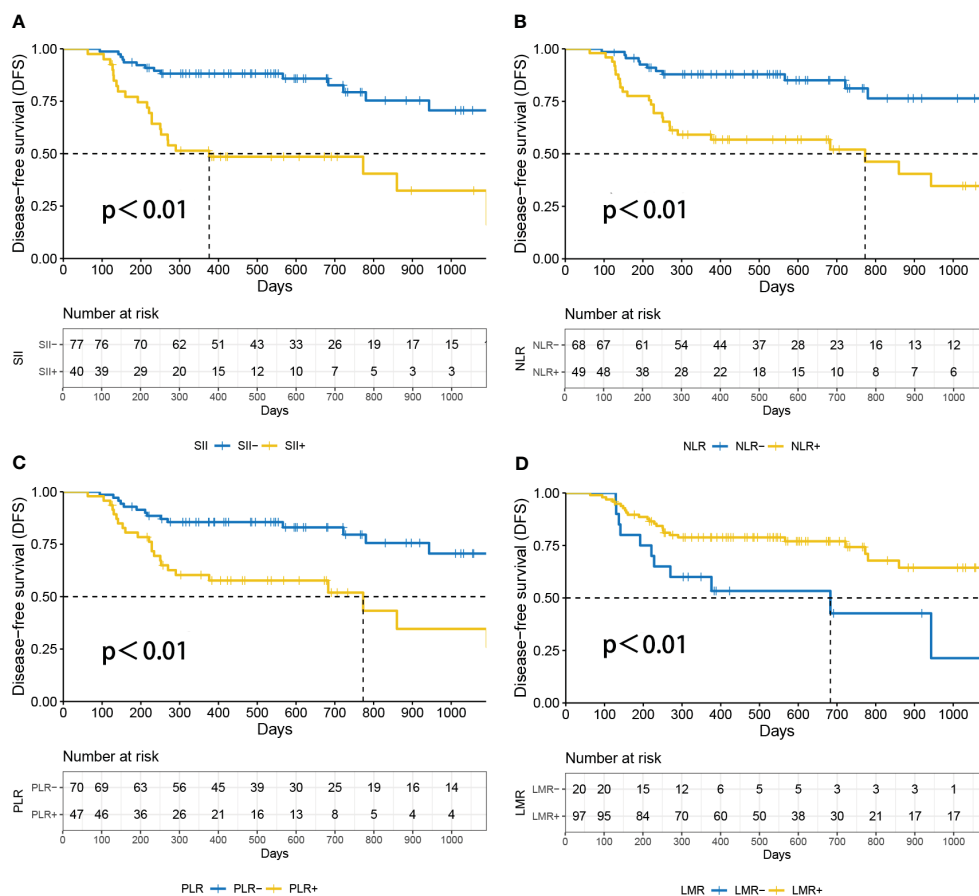 A
Disease−free survival (DFS)
1.00
0.75
0.50
0.25
0.00
p＜0.01
0 100 200 300 400 500 600 700 800 900 1000
Days
Number at risk
SII
SII− 77 76 70 62 51 43 33 26 19 17 15
SII+ 40 39 29 20 15 12 10 7 5 3 3
0 100 200 300 400 500 600 700 800 900 1000
Days
SII SII− SII+
B
Disease−free survival (DFS)
1.00
0.75
0.50
0.25
0.00
p＜0.01
0 100 200 300 400 500 600 700 800 900 1000
Days
Number at risk
NLR
NLR− 68 67 61 54 44 37 28 23 16 13 12
NLR+ 49 48 38 28 22 18 15 10 8 7 6
0 100 200 300 400 500 600 700 800 900 1000
Days
NLR NLR− NLR+
C
Disease−free survival (DFS)
1.00
0.75
0.50
0.25
0.00
p＜0.01
0 100 200 300 400 500 600 700 800 900 1000
Days
Number at risk
PLR
PLR− 70 69 63 56 45 39 30 25 19 16 14
PLR+ 47 46 36 26 21 16 13 8 5 4 4
0 100 200 300 400 500 600 700 800 900 1000
Days
PLR PLR− PLR+
D
Disease−free survival (DFS)
1.00
0.75
0.50
0.25
0.00
p＜0.01
0 100 200 300 400 500 600 700 800 900 1000
Days
Number at risk
LMR
LMR− 20 20 15 12 6 5 5 3 3 3 1
LMR+ 97 95 84 70 60 50 38 30 21 17 17
0 100 200 300 400 500 600 700 800 900 1000
Days
LMR LMR− LMR+